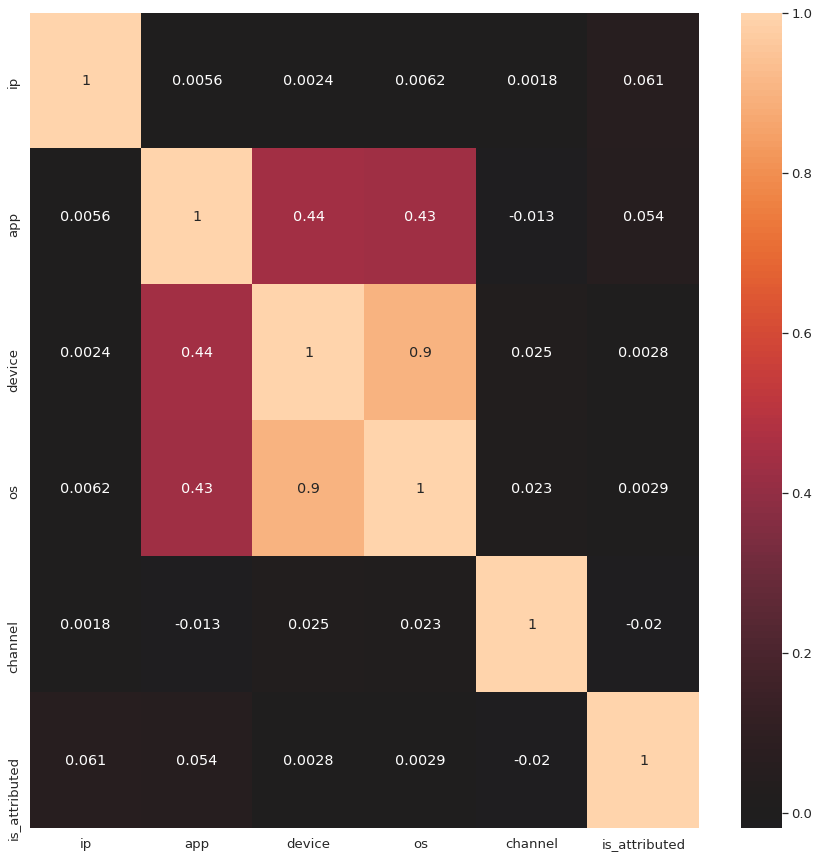 1.0
ip 1 0.0056 0.0024 0.0062 0.0018 0.061
0.8
app 0.0056 1 0.44 0.43 -0.013 0.054
0.6
device 0.0024 0.44 1 0.9 0.025 0.0028
0.4
os 0.0062 0.43 0.9 1 0.023 0.0029
channel 0.0018 -0.013 0.025 0.023 1 -0.02
0.2
is_attributed 0.061 0.054 0.0028 0.0029 -0.02 1
0.0
ip app device os channel is_attributed